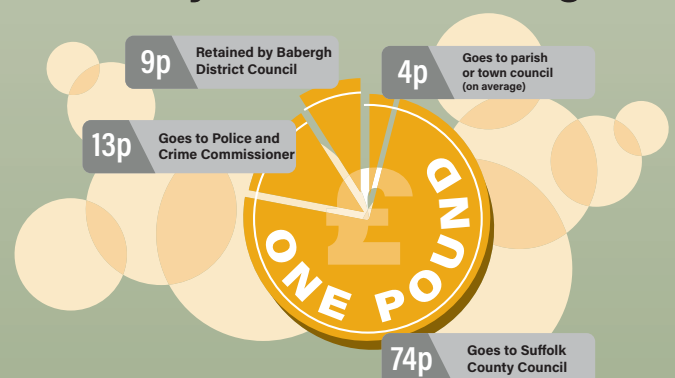 9p
Retained by Babergh
District Council
4p
Goes to parish
or town council
(on average)
13p
Goes to Police and
Crime Commissioner
£
ONE POUND
74p
Goes to Suffolk
County Council